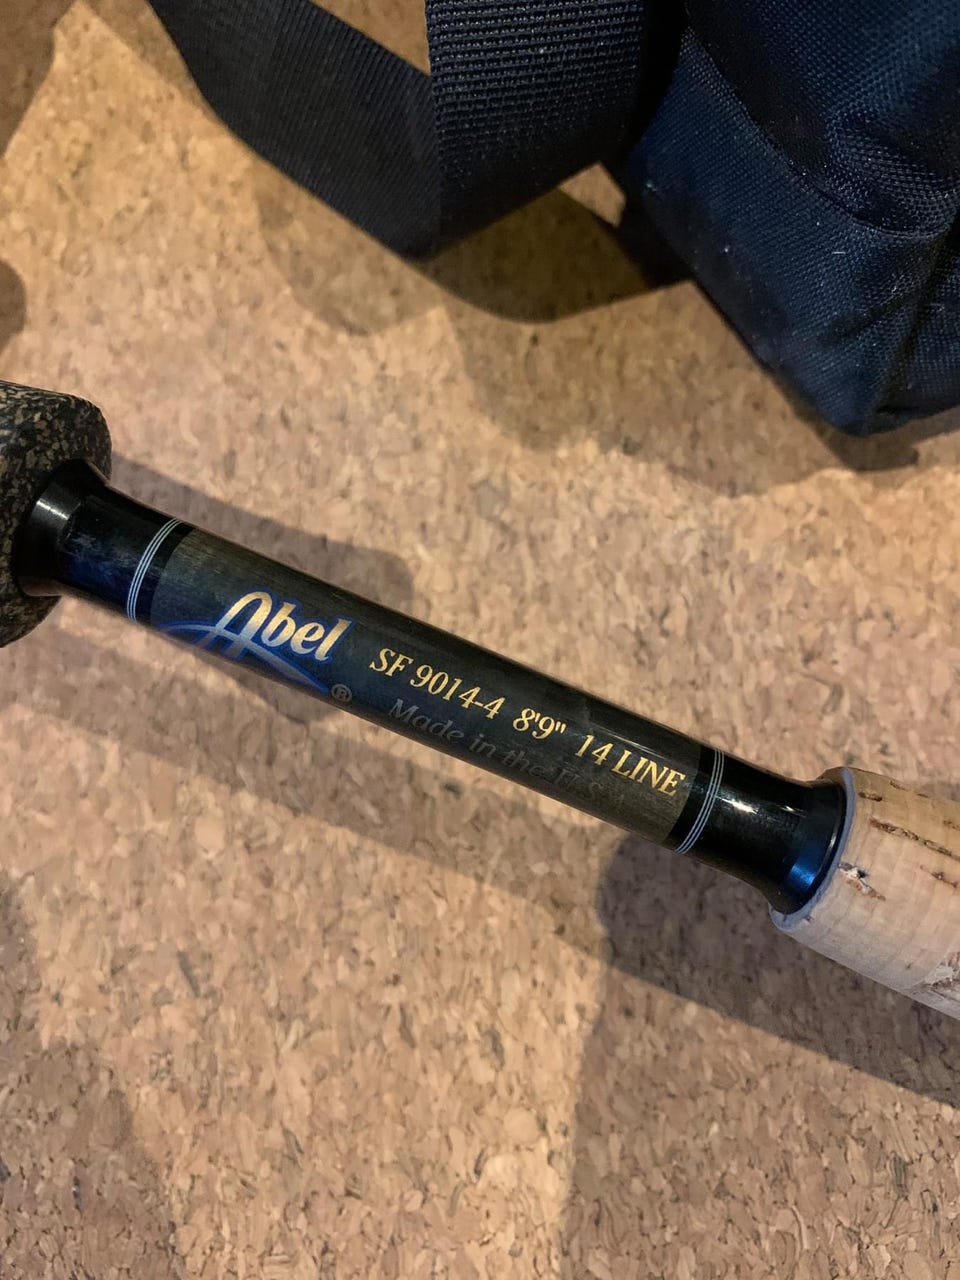 Abel ®
SF 9014-4 8'9" 14 LINE
Made in the U.S.A.